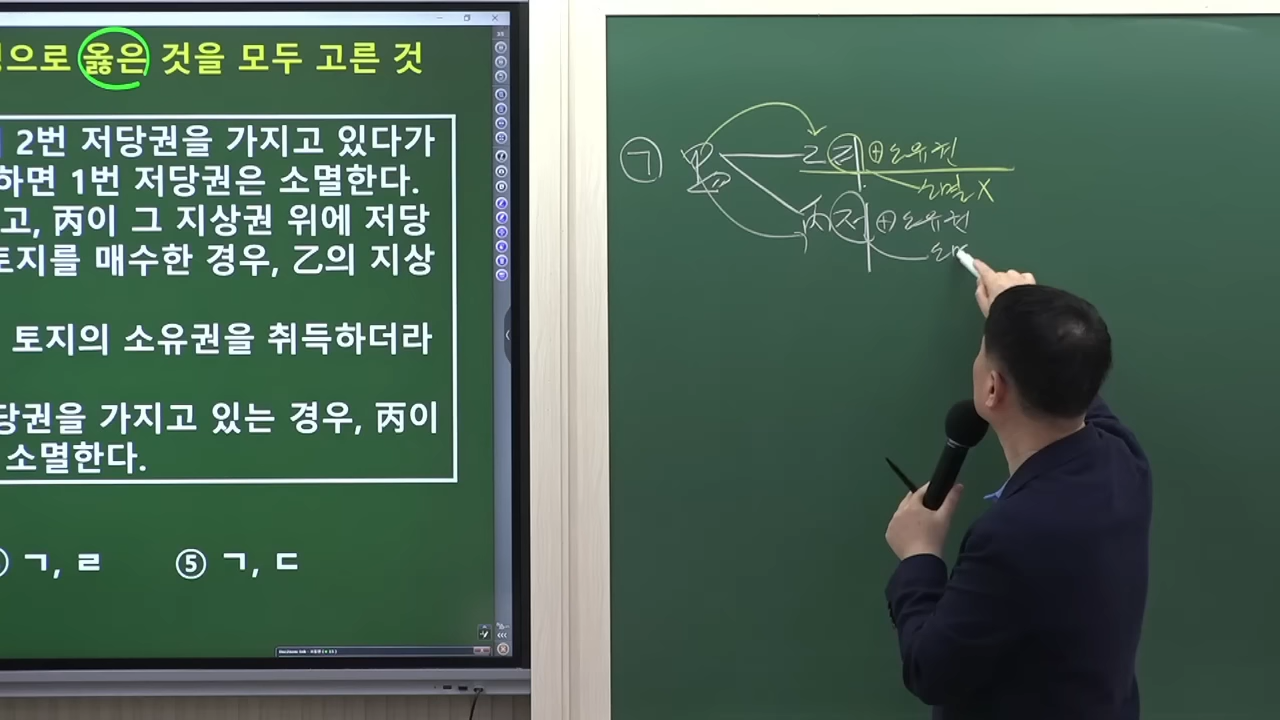 으로 옳은 것을 모두 고른 것
2번 저당권을 가지고 있다가
하면 1번 저당권은 소멸한다.
고, 丙이 그 지상권 위에 저당
토지를 매수한 경우, 乙의 지상
토지의 소유권을 취득하더라
당권을 가지고 있는 경우, 丙이
소멸한다.
ㄱ, ㄹ ⑤ ㄱ, ㄷ
ㄱ 甲 乙 ⊕소유권
소멸X
丙 저 ⊕소유권